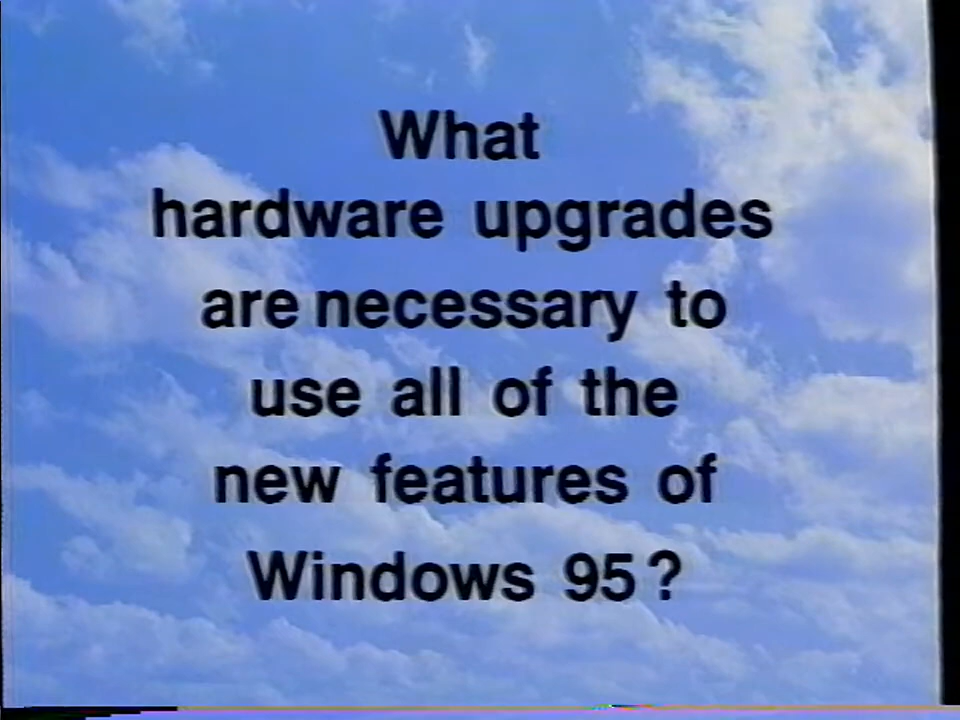 What
hardware upgrades
are necessary to
use all of the
new features of
Windows 95?